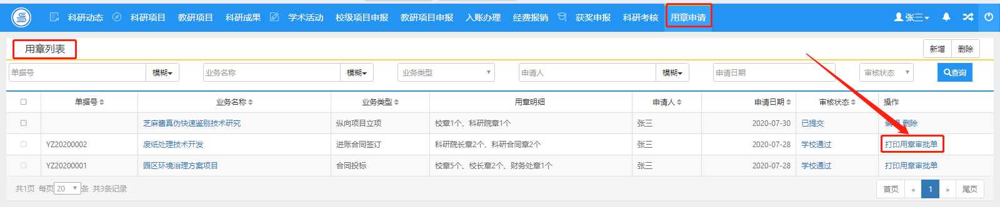 科研动态 科研项目 教研项目 科研成果 学术活动 校级项目申报 教研项目申报 入账办理 经费报销 获奖申报 科研考核 用章申请 张三
用章列表 新增 删除
单据号 模糊 业务名称 模糊 业务类型 申请人 模糊 申请日期 审核状态 查询
单据号 业务名称 业务类型 用章明细 申请人 申请日期 审核状态 操作
芝麻酱真伪快速鉴别技术研究 纵向项目立项 校章1个、科研院章1个 张三 2020-07-30 已提交 编辑 删除
YZ20200002 废纸处理技术开发 进账合同签订 科研院长章2个、科研合同章2个 张三 2020-07-28 学校通过 打印用章审批单
YZ20200001 园区环境治理方案项目 合同投标 校章5个、校长章2个、财务处章1个 张三 2020-07-28 学校通过 打印用章审批单
共1页 每页 20 条 共3条记录 首页 « 1 » 尾页